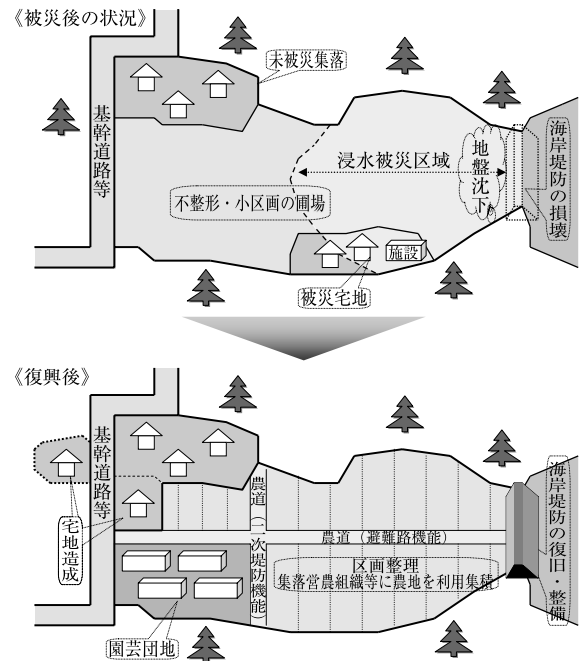 《被災後の状況》
未被災集落
基幹道路等
浸水被災区域
地盤沈下
海岸堤防の損壊
不整形・小区画の圃場
施設
被災宅地
《復興後》
基幹道路等
宅地造成
農道(二次堤防機能)
農道(避難路機能)
区画整理
集落営農組織等に農地を利用集積
海岸堤防の復旧・整備
園芸団地